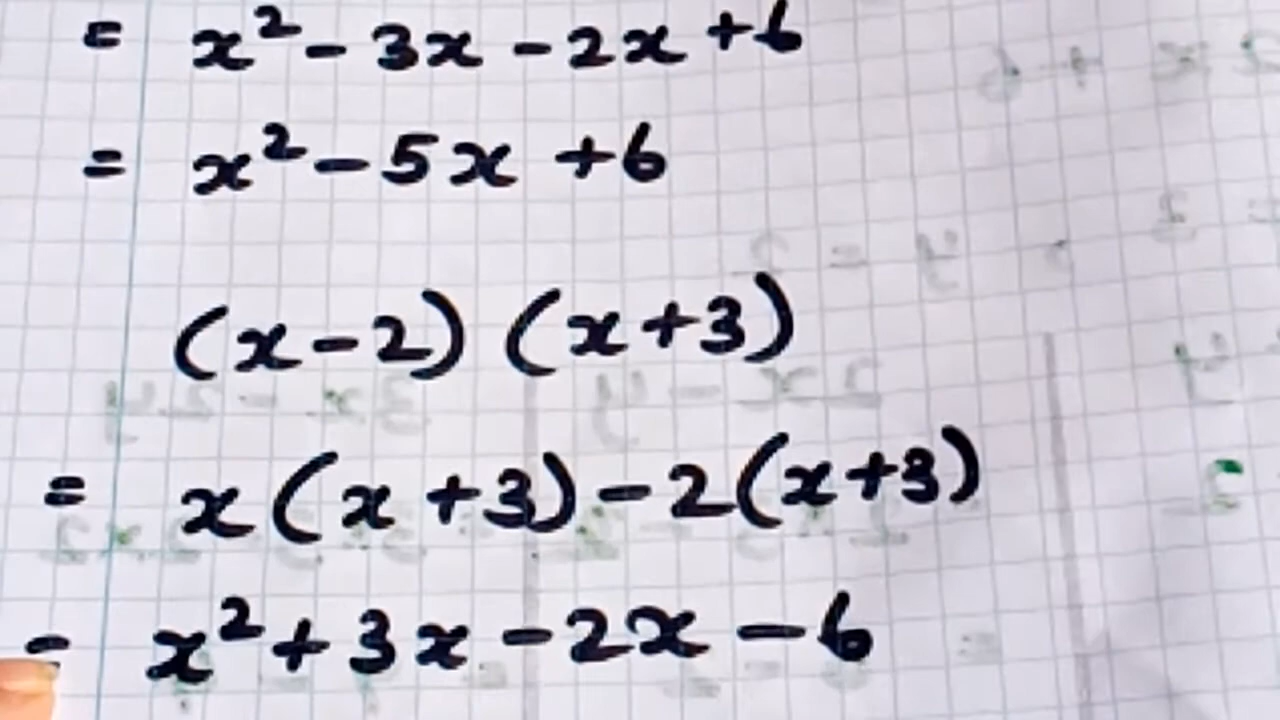 = x² - 3x - 2x + 6
= x² - 5x + 6
(x - 2) (x + 3)
= x (x + 3) - 2 (x + 3)
= x² + 3x - 2x - 6